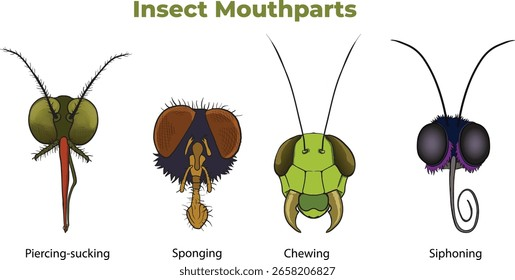 Insect Mouthparts
Piercing-sucking
Sponging
Chewing
Siphoning
shutterstock.com · 2658206827